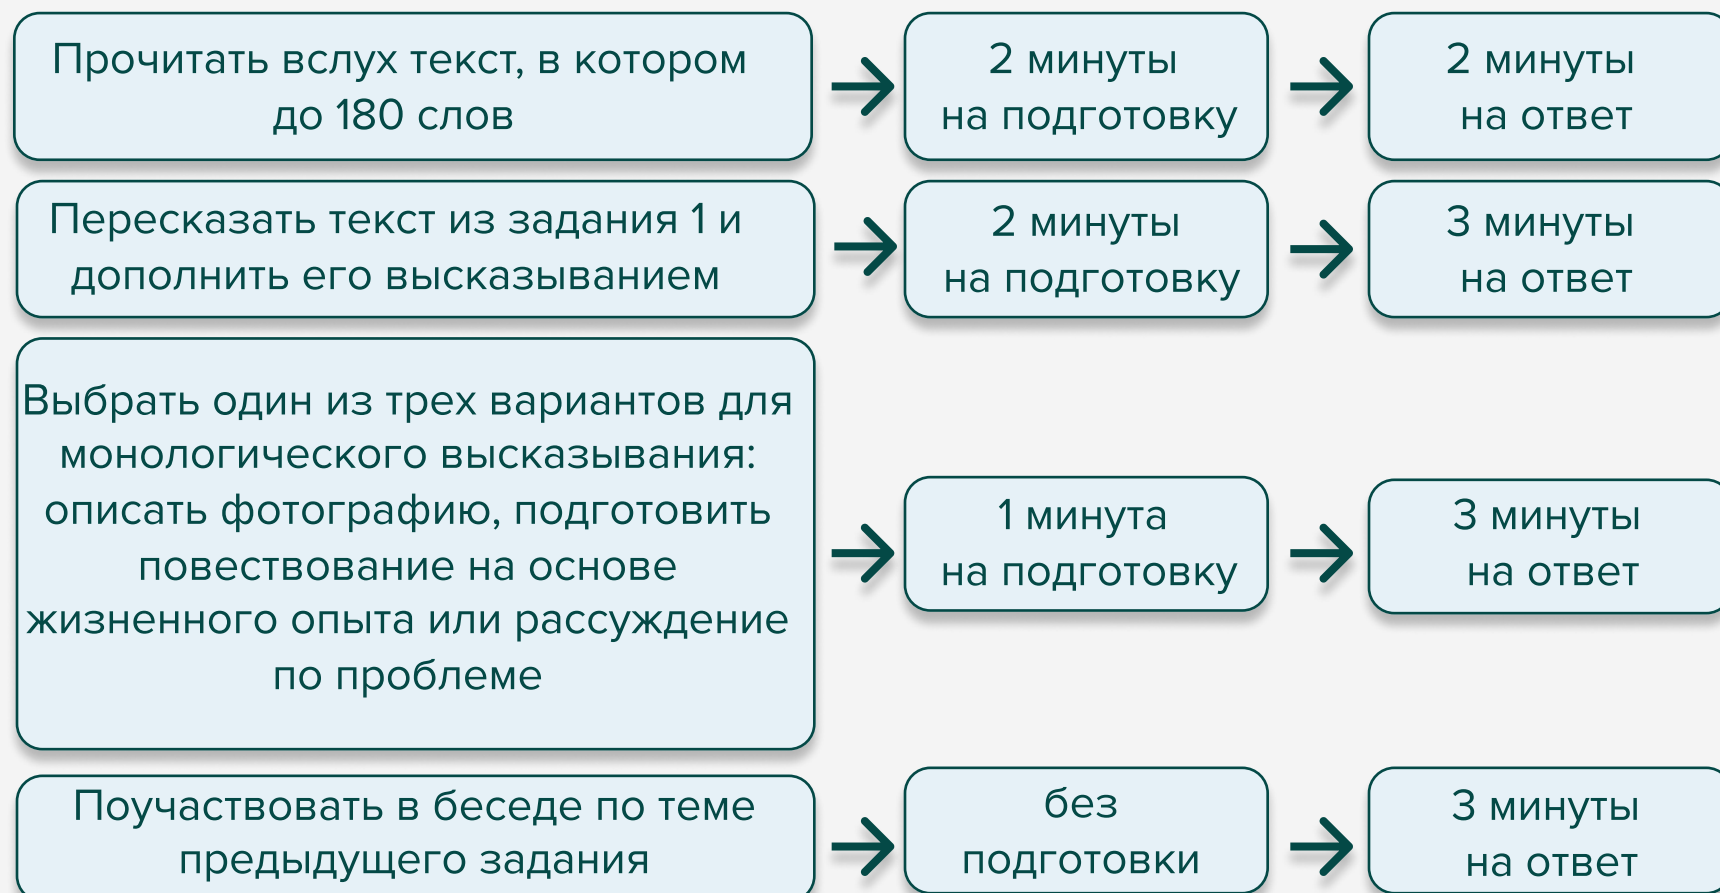 Прочитать вслух текст, в котором
до 180 слов
2 минуты
на подготовку
2 минуты
на ответ
Пересказать текст из задания 1 и
дополнить его высказыванием
2 минуты
на подготовку
3 минуты
на ответ
Выбрать один из трех вариантов для
монологического высказывания:
описать фотографию, подготовить
повествование на основе
жизненного опыта или рассуждение
по проблеме
1 минута
на подготовку
3 минуты
на ответ
Поучаствовать в беседе по теме
предыдущего задания
без
подготовки
3 минуты
на ответ